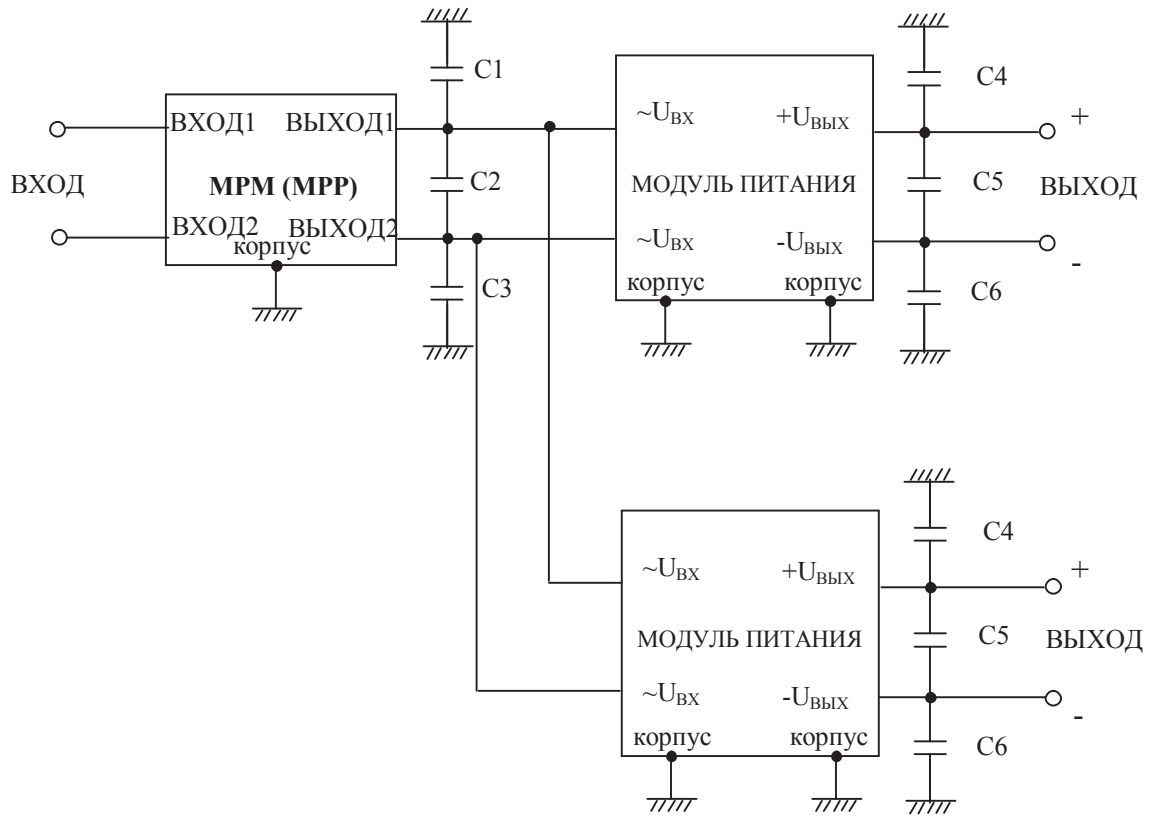 C1
C4
ВХОД1 ВЫХОД1
~UВХ +UВЫХ
+
ВХОД
МРМ (МРР)
C2
МОДУЛЬ ПИТАНИЯ
C5
ВЫХОД
ВХОД2 ВЫХОД2
~UВХ -UВЫХ
-
корпус
корпус корпус
C3
C6
C4
~UВХ +UВЫХ
+
МОДУЛЬ ПИТАНИЯ
C5
ВЫХОД
~UВХ -UВЫХ
-
корпус корпус
C6